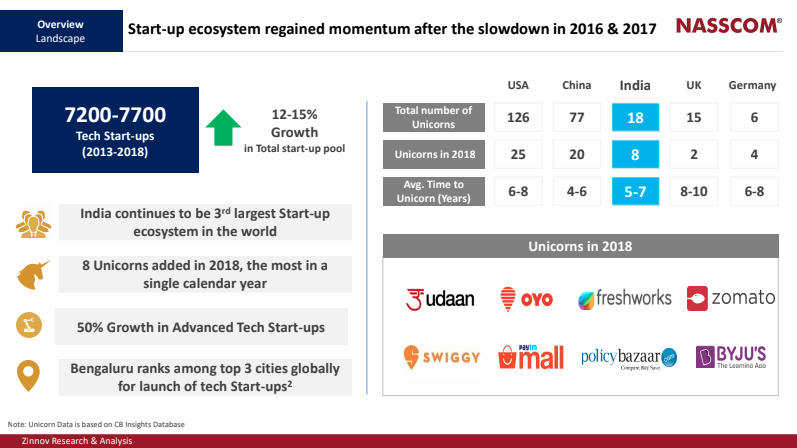 Overview
Landscape
Start-up ecosystem regained momentum after the slowdown in 2016 & 2017
NASSCOM®
7200-7700
Tech Start-ups
(2013-2018)
12-15%
Growth
in Total start-up pool
India continues to be 3rd largest Start-up
ecosystem in the world
8 Unicorns added in 2018, the most in a
single calendar year
50% Growth in Advanced Tech Start-ups
Bengaluru ranks among top 3 cities globally
for launch of tech Start-ups2
USA China India UK Germany
Total number of
Unicorns
126 77 18 15 6
Unicorns in 2018 25 20 8 2 4
Avg. Time to
Unicorn (Years)
6-8 4-6 5-7 8-10 6-8
Unicorns in 2018
उdaan
OYO
freshworks
zomato
SWIGGY
paytm
mall
policybazaar.com
Compare. Buy. Save.
B BYJU'S
The Learning App
Note: Unicorn Data is based on CB Insights Database
Zinnov Research & Analysis